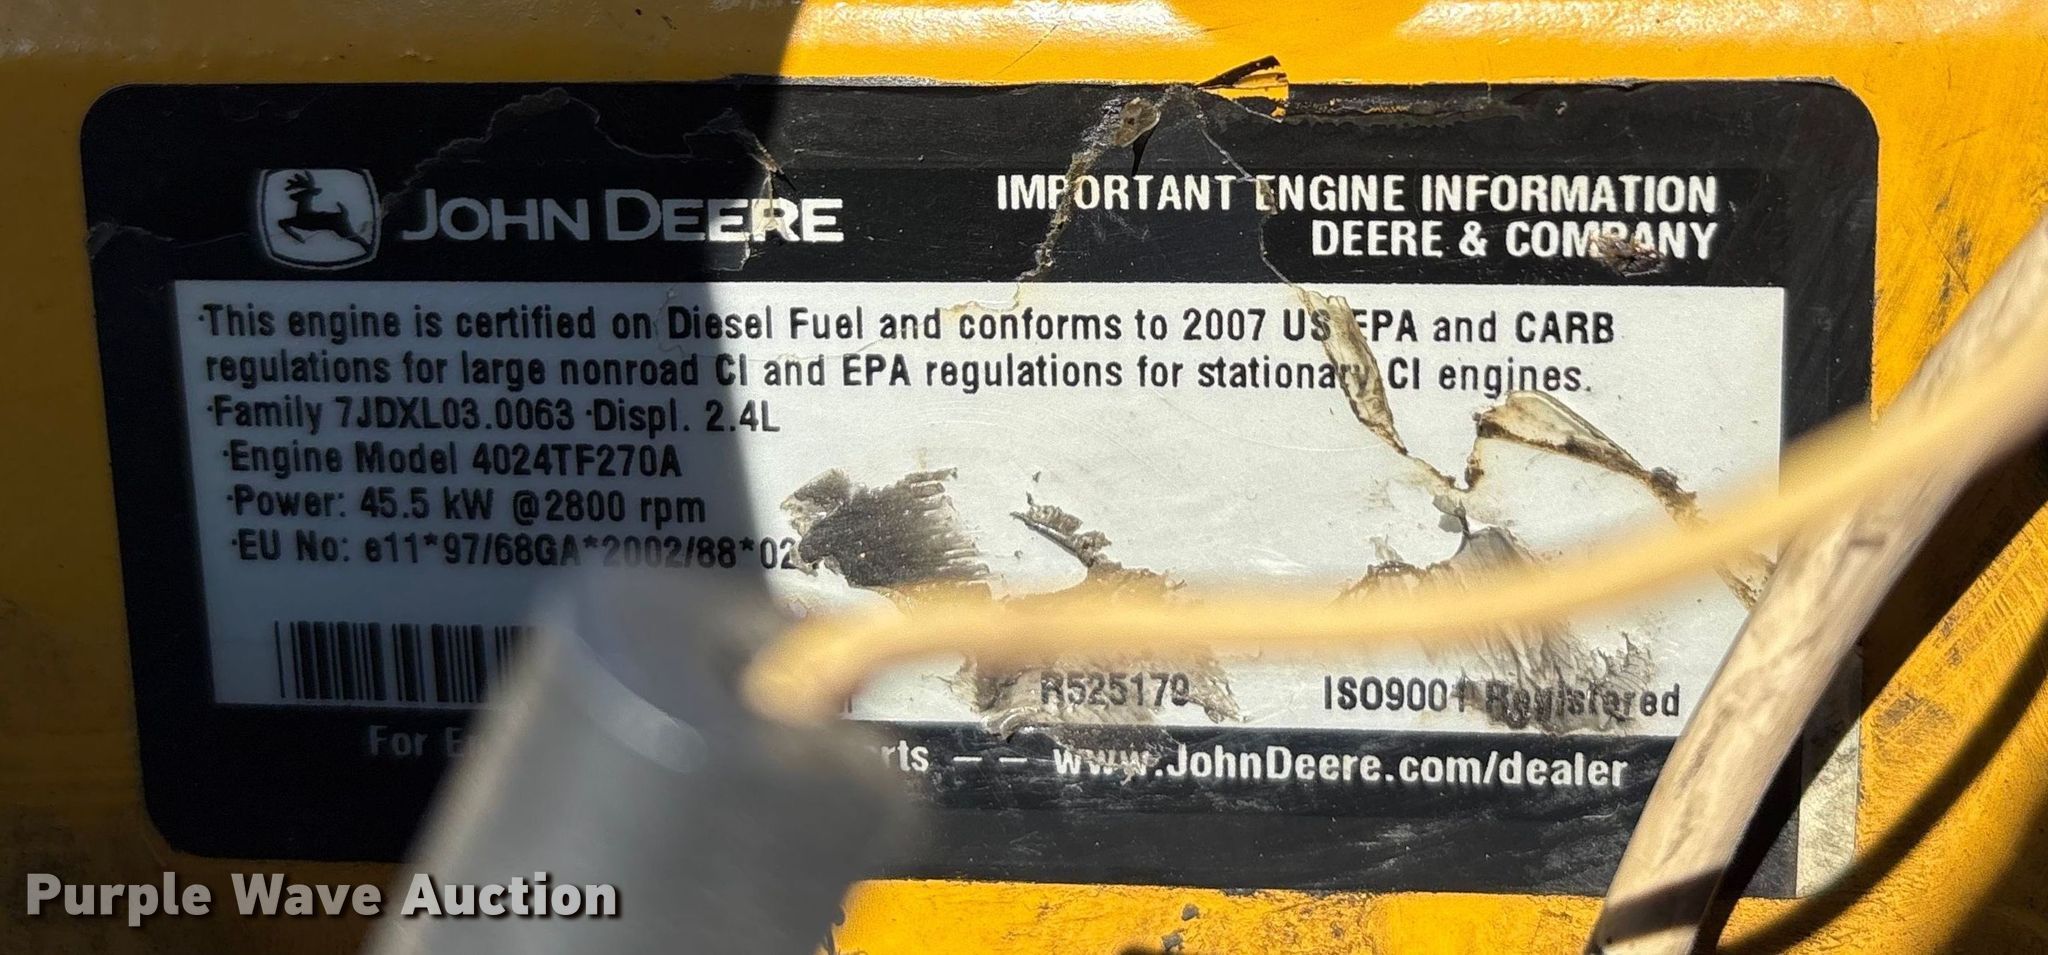 JOHN DEERE
IMPORTANT ENGINE INFORMATION
DEERE & COMPANY
·This engine is certified on Diesel Fuel and conforms to 2007 US EPA and CARB
regulations for large nonroad CI and EPA regulations for stationary CI engines.
·Family 7JDXL03.0063 ·Displ. 2.4L
·Engine Model 4024TF270A
·Power: 45.5 kW @2800 rpm
·EU No: e11*97/68GA*2002/88*02
R525179 ISO9001 Registered
For
www.JohnDeere.com/dealer
Purple Wave Auction